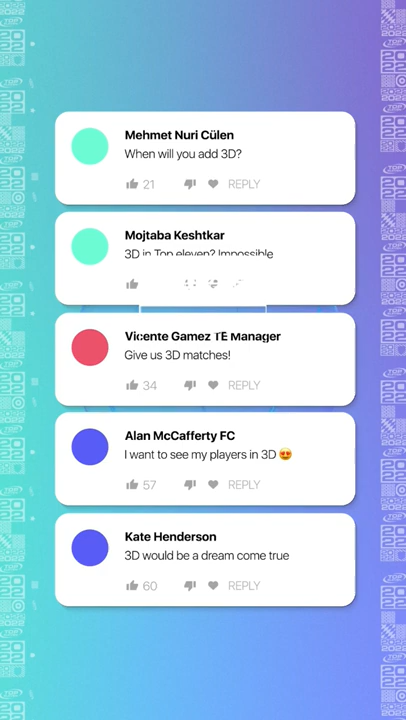 Mehmet Nuri Cülen
When will you add 3D?
21 REPLY
Mojtaba Keshtkar
3D in Top eleven? Impossible
Vicente Gamez TE Manager
Give us 3D matches!
34 REPLY
Alan McCafferty FC
I want to see my players in 3D 😍
57 REPLY
Kate Henderson
3D would be a dream come true
60 REPLY